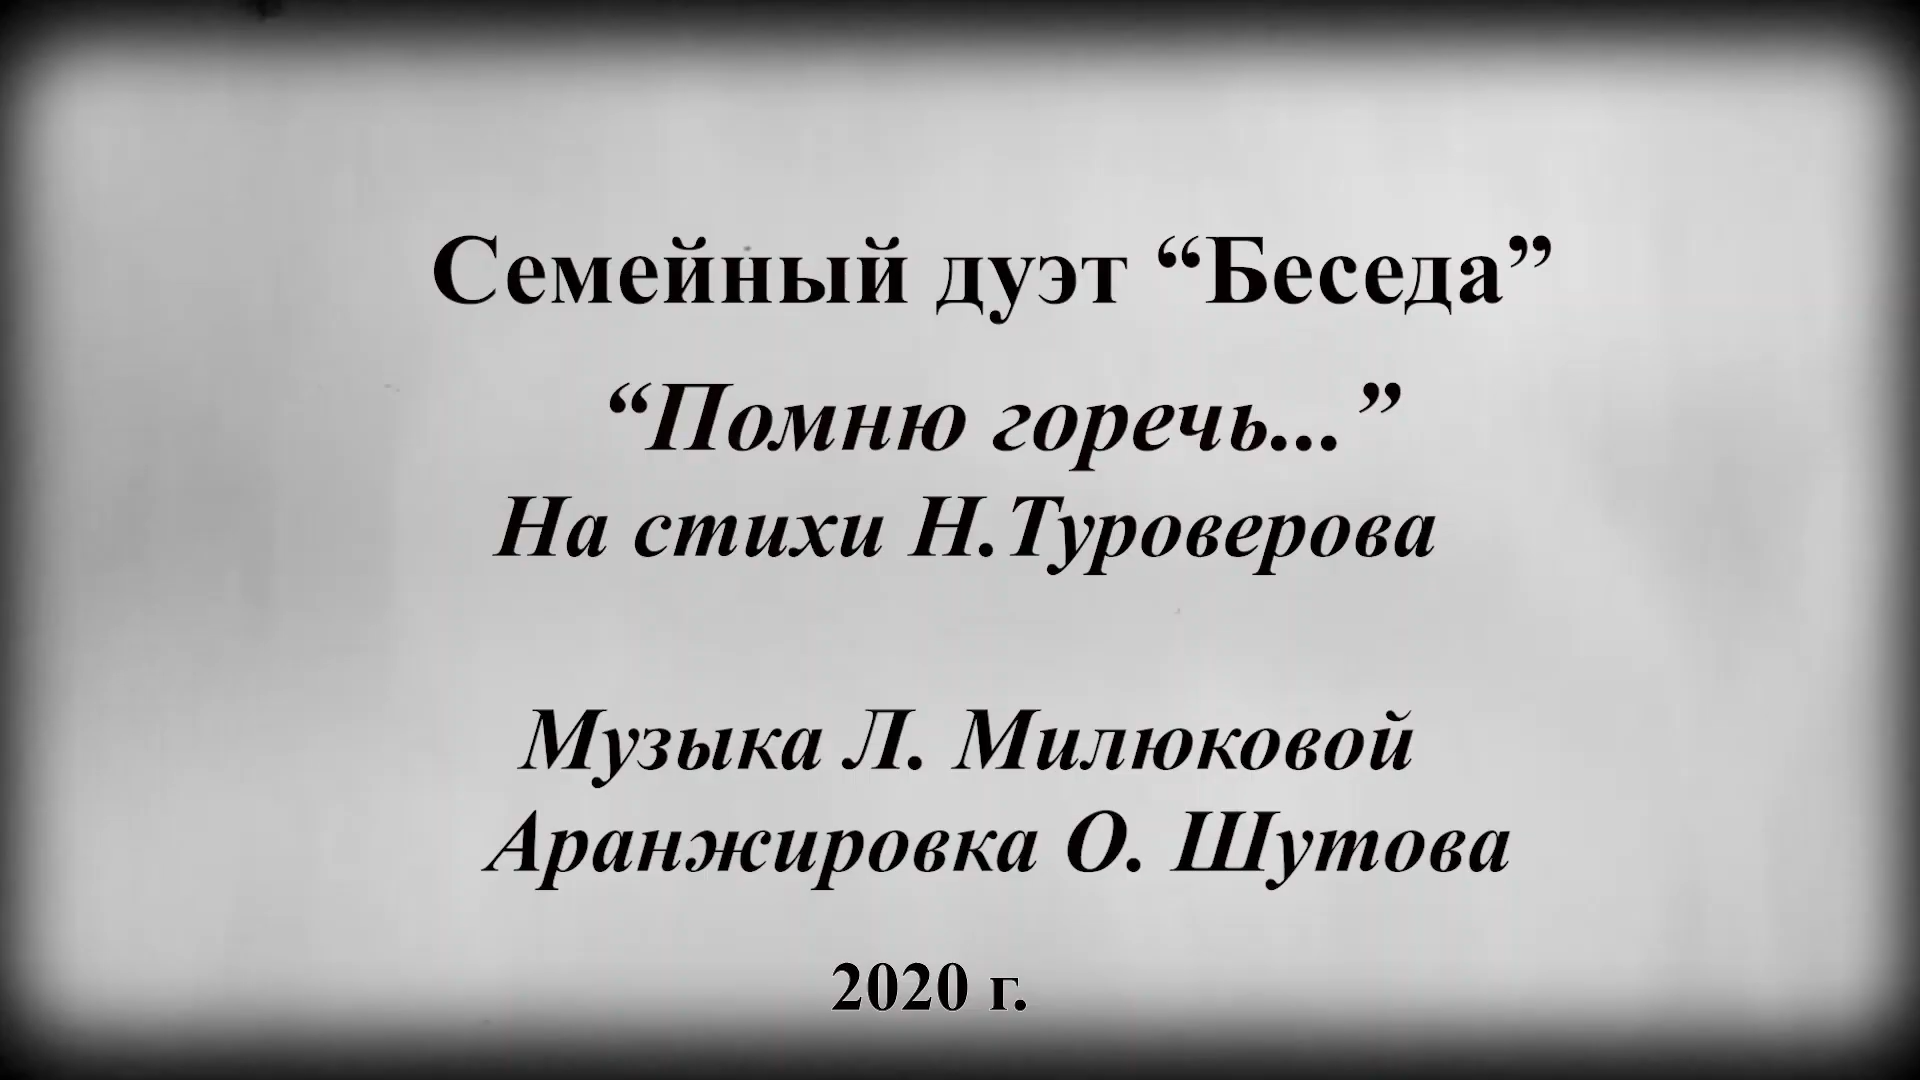 Семейный дуэт “Беседа”
“Помню горечь...”
На стихи Н.Туроверова
Музыка Л. Милюковой
Аранжировка О. Шутова
2020 г.